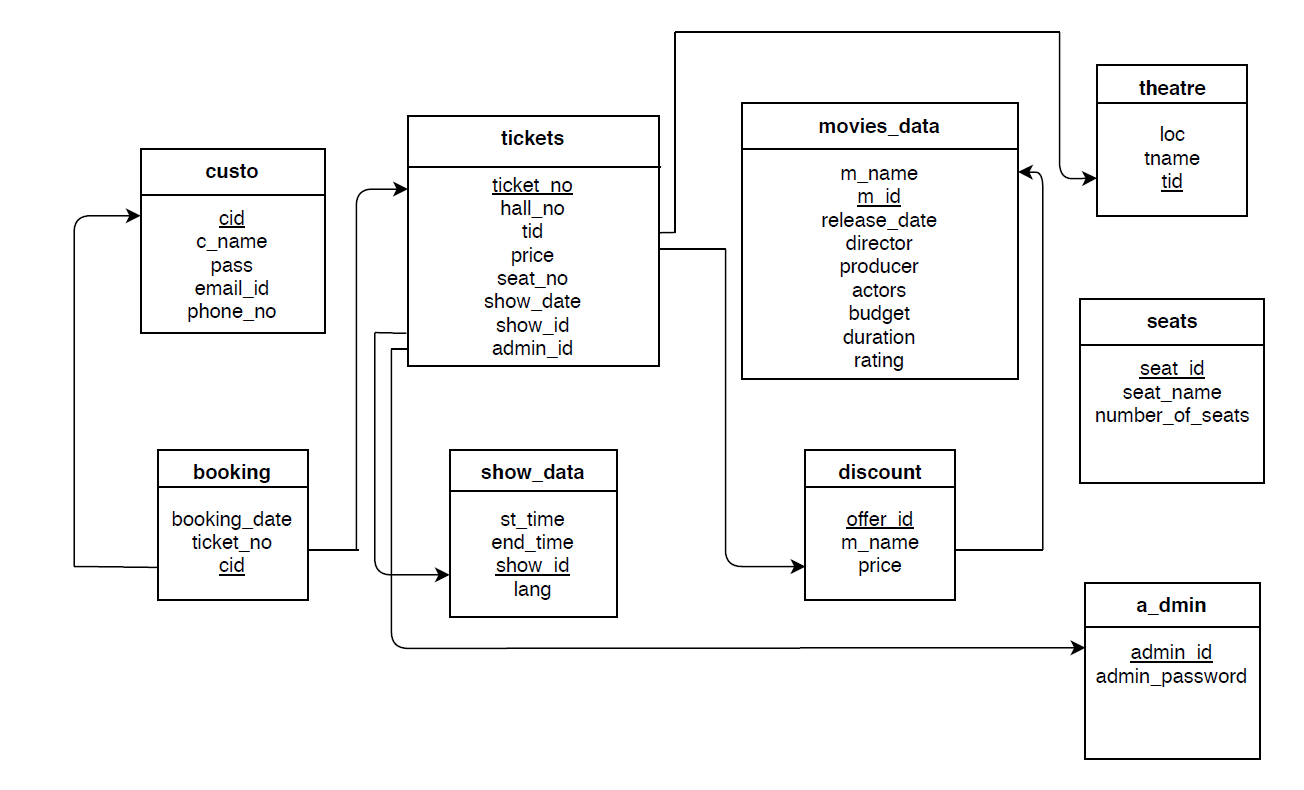 custo
cid
c_name
pass
email_id
phone_no
tickets
ticket_no
hall_no
tid
price
seat_no
show_date
show_id
admin_id
movies_data
m_name
m_id
release_date
director
producer
actors
budget
duration
rating
theatre
loc
tname
tid
seats
seat_id
seat_name
number_of_seats
booking
booking_date
ticket_no
cid
show_data
st_time
end_time
show_id
lang
discount
offer_id
m_name
price
a_dmin
admin_id
admin_password